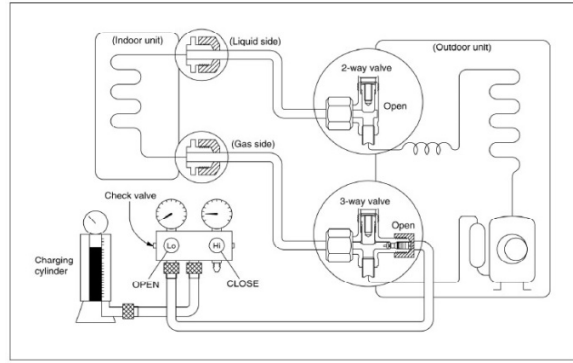 (Indoor unit)
(Liquid side)
(Outdoor unit)
2-way valve
Open
(Gas side)
3-way valve
Open
Check valve
Lo
Hi
Charging
cylinder
OPEN
CLOSE